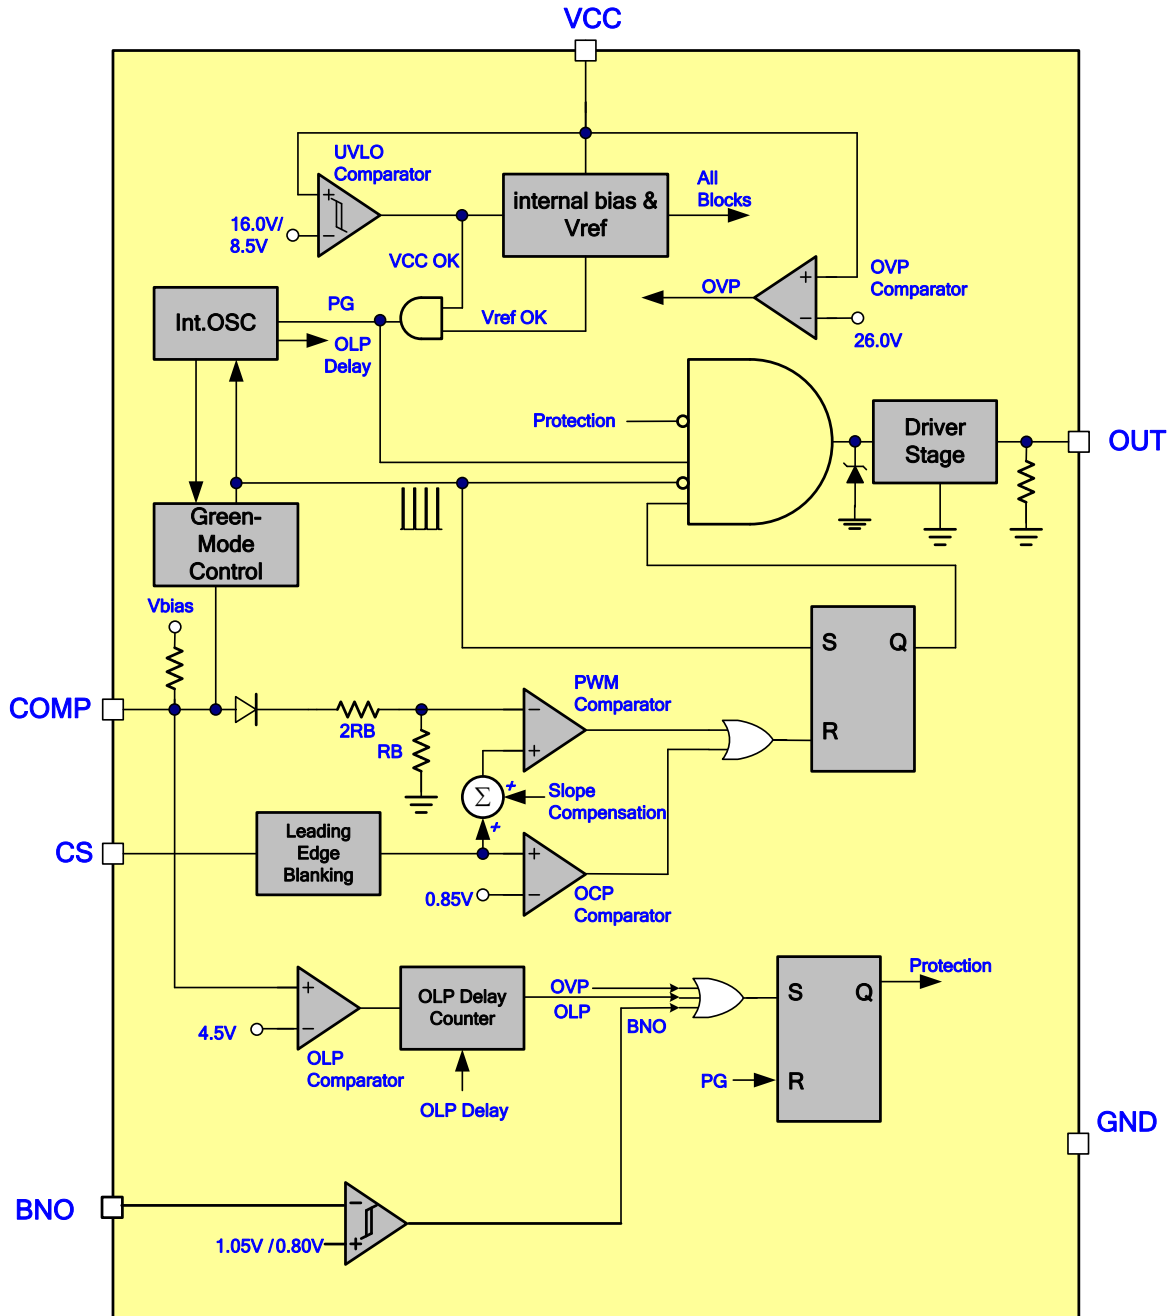 VCC
UVLO
Comparator
+
−
16.0V/
8.5V
VCC OK
internal bias &
Vref
All
Blocks
OVP
+
−
OVP
Comparator
26.0V
Int.OSC
PG
OLP
Delay
Vref OK
Protection
Driver
Stage
OUT
Green-
Mode
Control
Vbias
COMP
2RB
RB
PWM
Comparator
−
+
S
Q
R
Σ
+
+
Slope
Compensation
CS
Leading
Edge
Blanking
+
−
0.85V
OCP
Comparator
+
−
4.5V
OLP
Comparator
OLP Delay
Counter
OLP Delay
OVP
OLP
BNO
S
Q
R
Protection
PG
GND
BNO
−
+
1.05V /0.80V